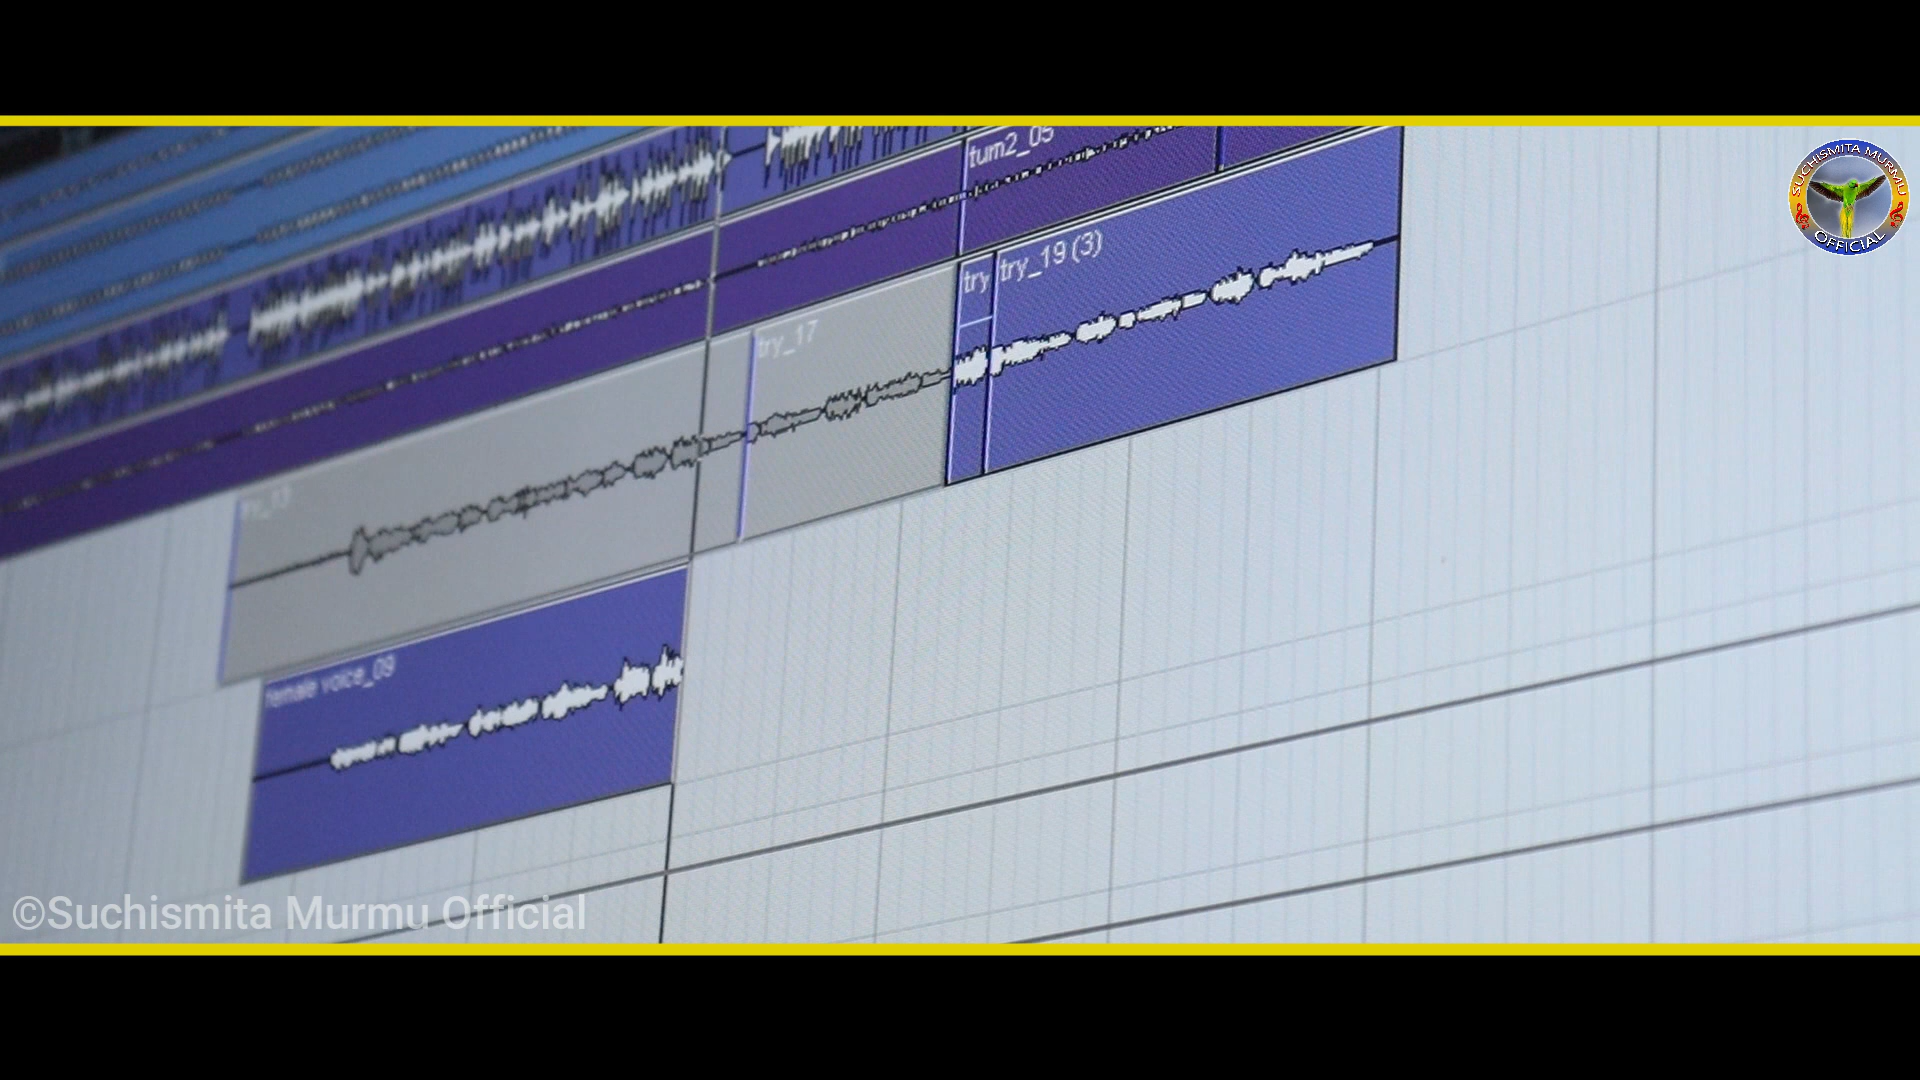 tum2_05
SUCHISMITA MURMU
OFFICIAL
try
try_19 (3)
try_17
female voice_09
©Suchismita Murmu Official